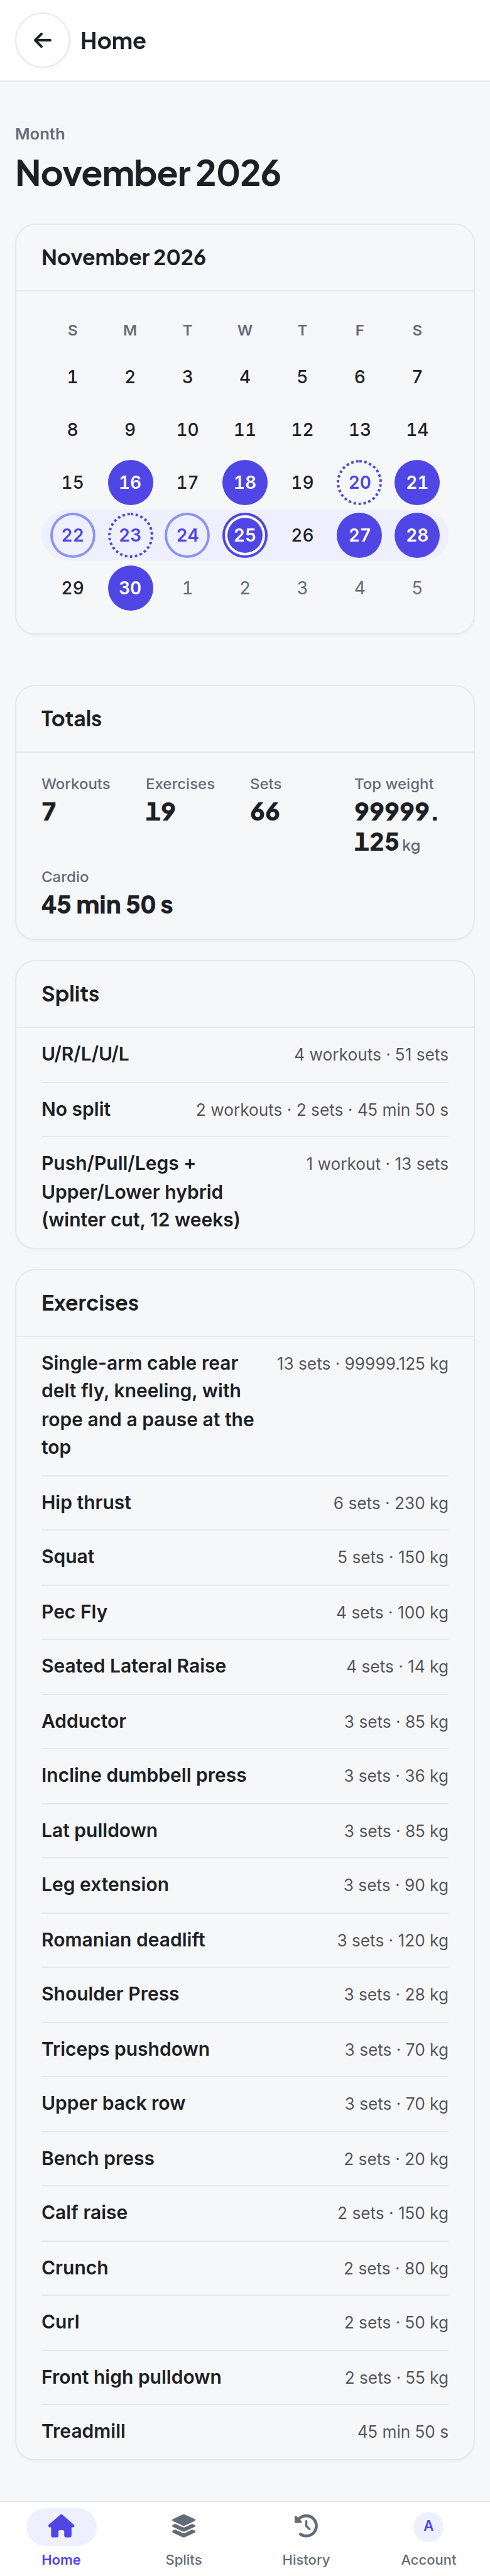 Home
Month
November 2026
November 2026
S M T W T F S
1 2 3 4 5 6 7
8 9 10 11 12 13 14
15 16 17 18 19 20 21
22 23 24 25 26 27 28
29 30 1 2 3 4 5
Totals
Workouts Exercises Sets Top weight
7 19 66 99999.
125 kg
Cardio
45 min 50 s
Splits
U/R/L/U/L 4 workouts · 51 sets
No split 2 workouts · 2 sets · 45 min 50 s
Push/Pull/Legs + 1 workout · 13 sets
Upper/Lower hybrid
(winter cut, 12 weeks)
Exercises
Single-arm cable rear 13 sets · 99999.125 kg
delt fly, kneeling, with
rope and a pause at the
top
Hip thrust 6 sets · 230 kg
Squat 5 sets · 150 kg
Pec Fly 4 sets · 100 kg
Seated Lateral Raise 4 sets · 14 kg
Adductor 3 sets · 85 kg
Incline dumbbell press 3 sets · 36 kg
Lat pulldown 3 sets · 85 kg
Leg extension 3 sets · 90 kg
Romanian deadlift 3 sets · 120 kg
Shoulder Press 3 sets · 28 kg
Triceps pushdown 3 sets · 70 kg
Upper back row 3 sets · 70 kg
Bench press 2 sets · 20 kg
Calf raise 2 sets · 150 kg
Crunch 2 sets · 80 kg
Curl 2 sets · 50 kg
Front high pulldown 2 sets · 55 kg
Treadmill 45 min 50 s
A
Home Splits History Account